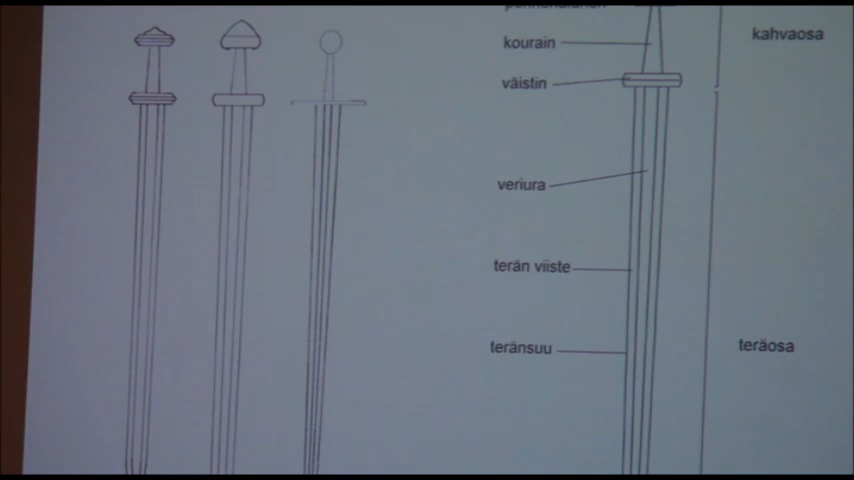 kourain
kahvaosa
väistin
veriura
terän viiste
teränsuu
teräosa